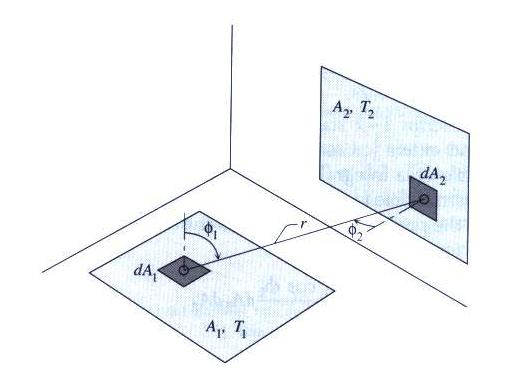 A₂, T₂
dA₂
ϕ₁
r
ϕ₂
dA₁
A₁, T₁